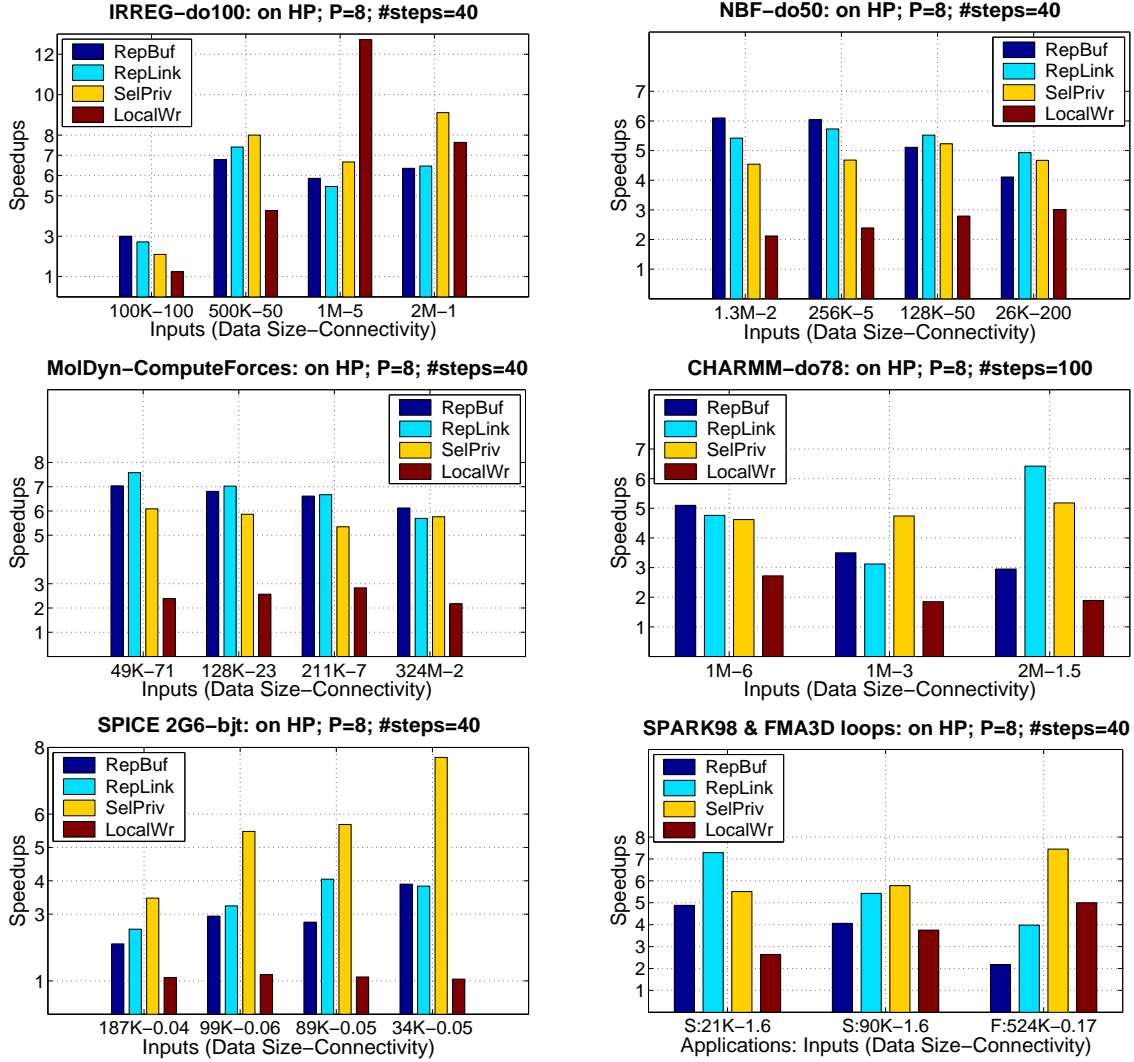 IRREG-do100: on HP; P=8; #steps=40
12
10
8
7
6
5
3
1
Speedups
RepBuf
RepLink
SelPriv
LocalWr
100K-100 500K-50 1M-5 2M-1
Inputs (Data Size-Connectivity)
NBF-do50: on HP; P=8; #steps=40
7
6
5
4
3
2
1
Speedups
RepBuf
RepLink
SelPriv
LocalWr
1.3M-2 256K-5 128K-50 26K-200
Inputs (Data Size-Connectivity)
MolDyn-ComputeForces: on HP; P=8; #steps=40
8
7
6
5
3
2
1
Speedups
RepBuf
RepLink
SelPriv
LocalWr
49K-71 128K-23 211K-7 324M-2
Inputs (Data Size-Connectivity)
CHARMM-do78: on HP; P=8; #steps=100
7
6
5
4
3
2
1
Speedups
RepBuf
RepLink
SelPriv
LocalWr
1M-6 1M-3 2M-1.5
Inputs (Data Size-Connectivity)
SPICE 2G6-bjt: on HP; P=8; #steps=40
8
6
5
4
3
1
Speedups
RepBuf
RepLink
SelPriv
LocalWr
187K-0.04 99K-0.06 89K-0.05 34K-0.05
Inputs (Data Size-Connectivity)
SPARK98 & FMA3D loops: on HP; P=8; #steps=40
8
7
6
5
4
3
2
1
Speedups
RepBuf
RepLink
SelPriv
LocalWr
S:21K-1.6 S:90K-1.6 F:524K-0.17
Applications: Inputs (Data Size-Connectivity)